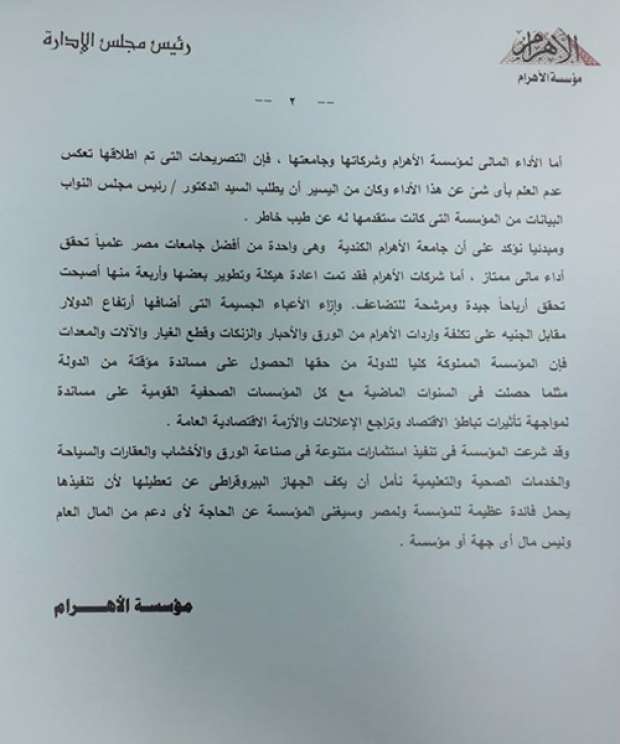 الأهرام
مؤسسة الأهرام
رئيس مجلس الإدارة
-- ٢ --
أما الأداء المالى لمؤسسة الأهرام وشركاتها وجامعتها ، فإن التصريحات التى تم اطلاقها تعكس
عدم العلم بأى شئ عن هذا الأداء وكان من اليسير أن يطلب السيد الدكتور / رئيس مجلس النواب
البيانات من المؤسسة التى كانت ستقدمها له عن طيب خاطر .
ومبدئيا نؤكد على أن جامعة الأهرام الكندية وهى واحدة من أفضل جامعات مصر علمياً تحقق
أداء مالى ممتاز ، أما شركات الأهرام فقد تمت اعادة هيكلة وتطوير بعضها وأربعة منها أصبحت
تحقق أرباحاً جيدة ومرشحة للتضاعف. وإزاء الأعباء الجسيمة التى أضافها أرتفاع الدولار
مقابل الجنيه على تكلفة واردات الأهرام من الورق والأحبار والزنكات وقطع الغيار والآلات والمعدات
فإن المؤسسة المملوكة كليا للدولة من حقها الحصول على مساندة مؤقتة من الدولة
مثلما حصلت فى السنوات الماضية مع كل المؤسسات الصحفية القومية على مساندة
لمواجهة تأثيرات تباطؤ الاقتصاد وتراجع الإعلانات والأزمة الاقتصادية العامة .
وقد شرعت المؤسسة فى تنفيذ استثمارات متنوعة فى صناعة الورق والأخشاب والعقارات والسياحة
والخدمات الصحية والتعليمية نأمل أن يكف الجهاز البيروقراطى عن تعطيلها لأن تنفيذها
يحمل فائدة عظيمة للمؤسسة ولمصر وسيغنى المؤسسة عن الحاجة لأى دعم من المال العام
وليس مال أى جهة أو مؤسسة .
مؤسسة الأهـــرام